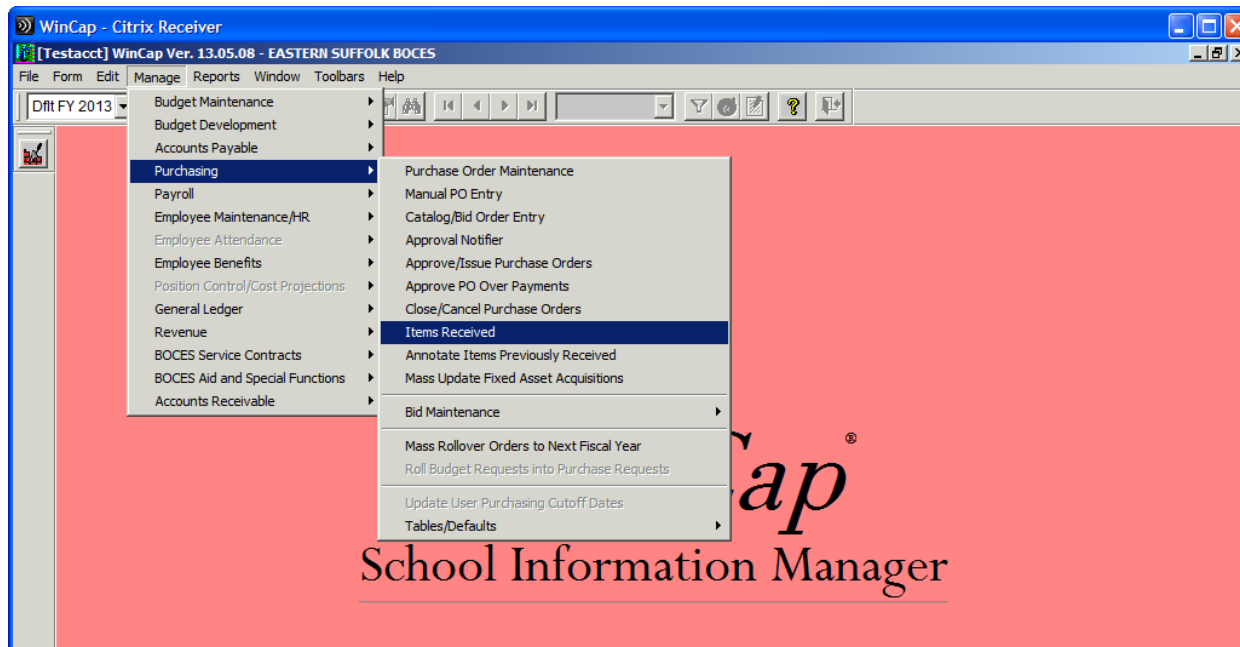 WinCap - Citrix Receiver
[Testacct] WinCap Ver. 13.05.08 - EASTERN SUFFOLK BOCES
File Form Edit Manage Reports Window Toolbars Help
Dflt FY 2013
Budget Maintenance
Budget Development
Accounts Payable
Purchasing
Payroll
Employee Maintenance/HR
Employee Attendance
Employee Benefits
Position Control/Cost Projections
General Ledger
Revenue
BOCES Service Contracts
BOCES Aid and Special Functions
Accounts Receivable
Purchase Order Maintenance
Manual PO Entry
Catalog/Bid Order Entry
Approval Notifier
Approve/Issue Purchase Orders
Approve PO Over Payments
Close/Cancel Purchase Orders
Items Received
Annotate Items Previously Received
Mass Update Fixed Asset Acquisitions
Bid Maintenance
Mass Rollover Orders to Next Fiscal Year
Roll Budget Requests into Purchase Requests
Update User Purchasing Cutoff Dates
Tables/Defaults
Cap®
School Information Manager